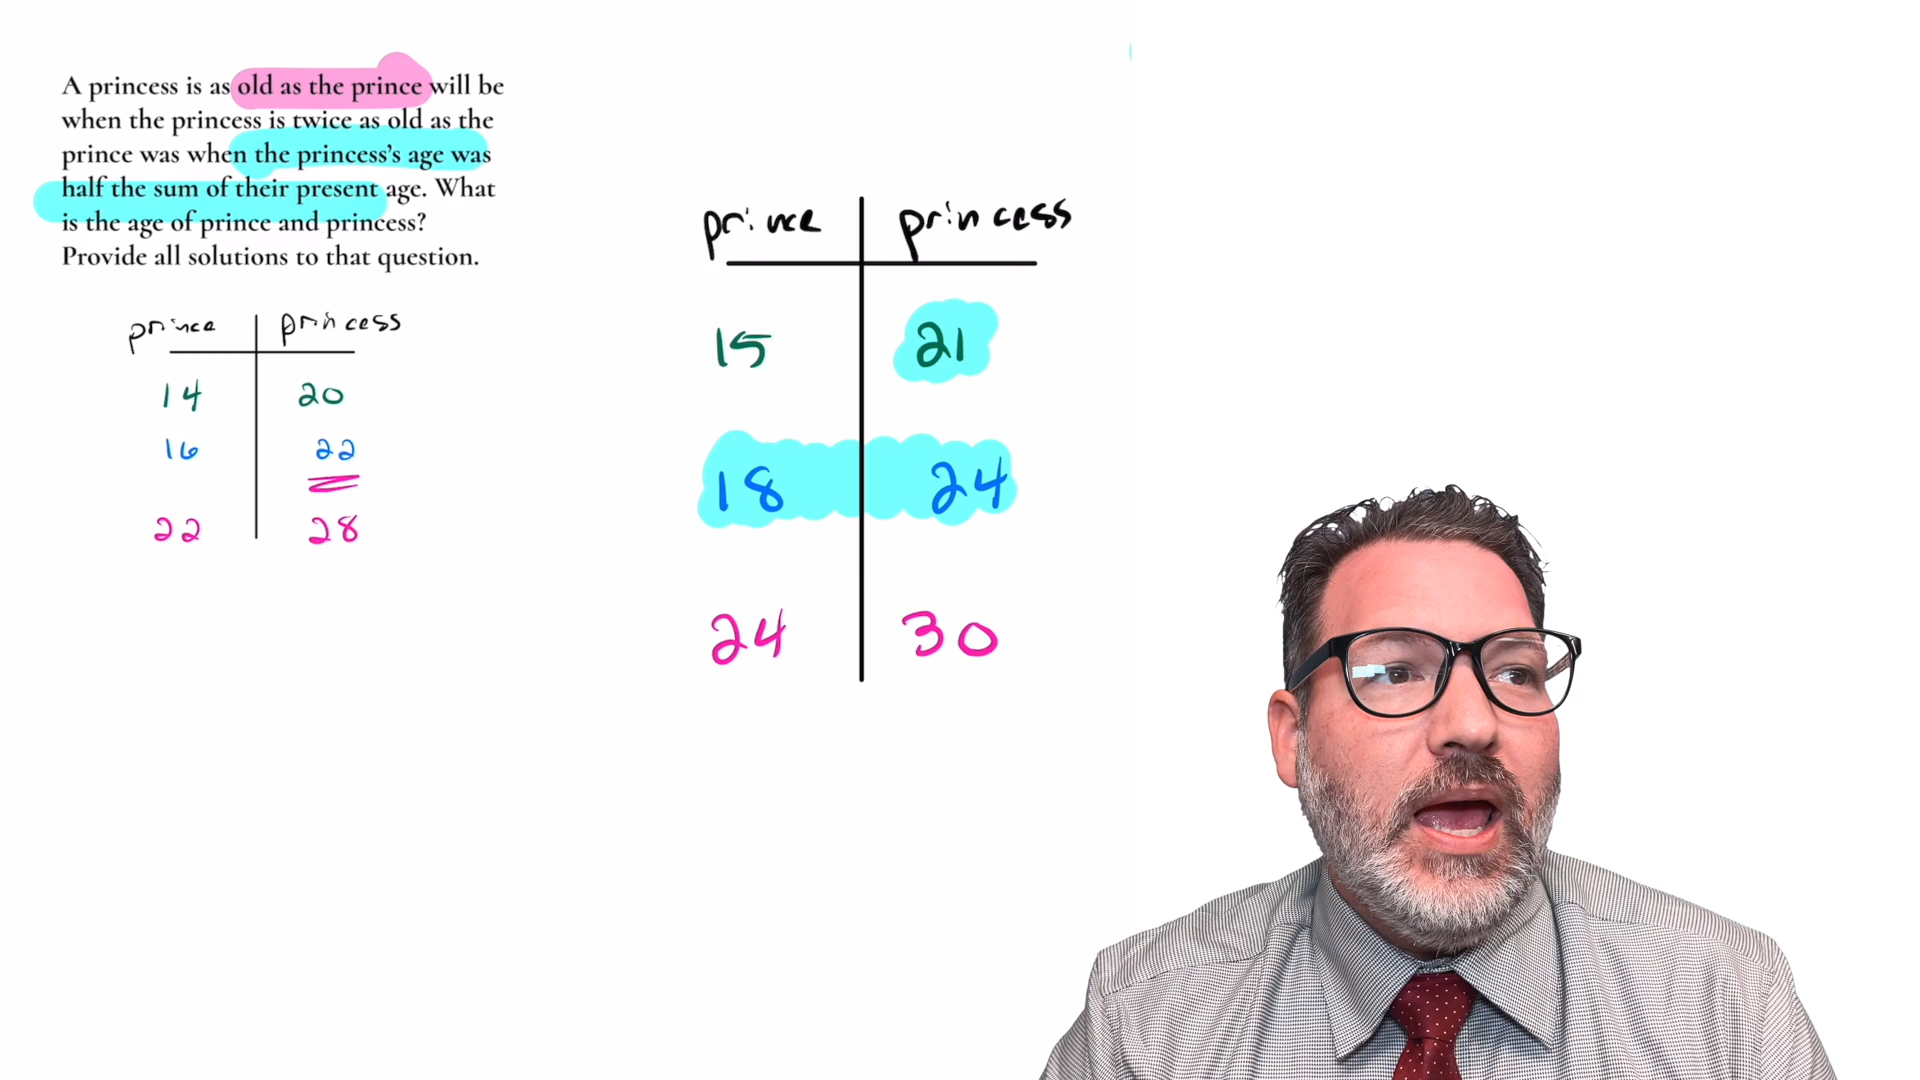 A princess is as old as the prince will be
when the princess is twice as old as the
prince was when the princess's age was
half the sum of their present age. What
is the age of prince and princess?
Provide all solutions to that question.
prince princess
14 20
16 22
22 28
prince princess
15 21
18 24
24 30